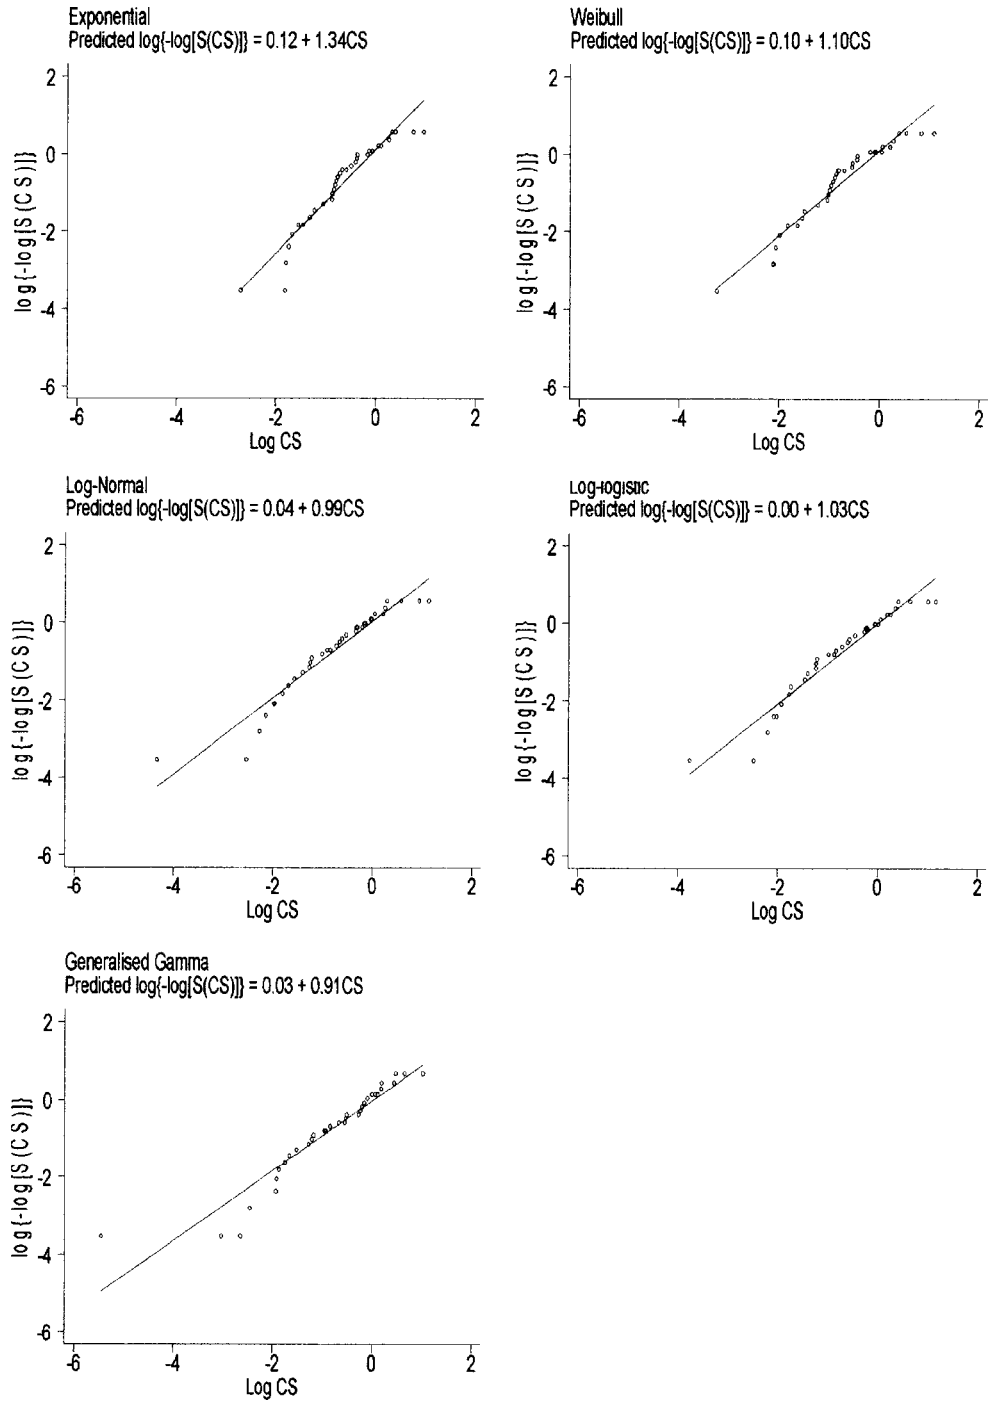 Exponential
Predicted log{-log[S(CS)]} = 0.12 + 1.34CS
2
0
-2
-4
-6
log{-log[S(CS)]}
-6 -4 -2 0 2
Log CS
Weibull
Predicted log{-log[S(CS)]} = 0.10 + 1.10CS
2
0
-2
-4
-6
log{-log[S(CS)]}
-6 -4 -2 0 2
Log CS
Log-Normal
Predicted log{-log[S(CS)]} = 0.04 + 0.99CS
2
0
-2
-4
-6
log{-log[S(CS)]}
-6 -4 -2 0 2
Log CS
Log-logistic
Predicted log{-log[S(CS)]} = 0.00 + 1.03CS
2
0
-2
-4
-6
log{-log[S(CS)]}
-6 -4 -2 0 2
Log CS
Generalised Gamma
Predicted log{-log[S(CS)]} = 0.03 + 0.91CS
2
0
-2
-4
-6
log{-log[S(CS)]}
-6 -4 -2 0 2
Log CS